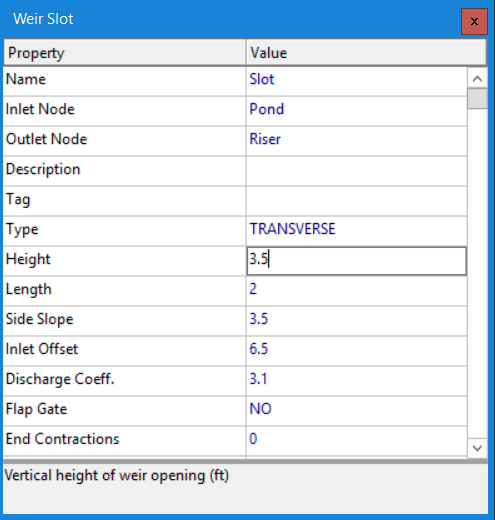 Weir Slot
x
Property Value
Name Slot
Inlet Node Pond
Outlet Node Riser
Description
Tag
Type TRANSVERSE
Height 3.5
Length 2
Side Slope 3.5
Inlet Offset 6.5
Discharge Coeff. 3.1
Flap Gate NO
End Contractions 0
Vertical height of weir opening (ft)